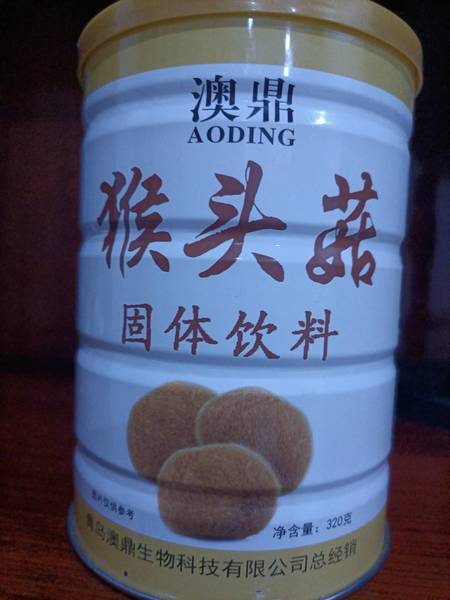 澳鼎
AODING
猴头菇
固体饮料
图片仅供参考
净含量：320克
青岛澳鼎生物科技有限公司总经销